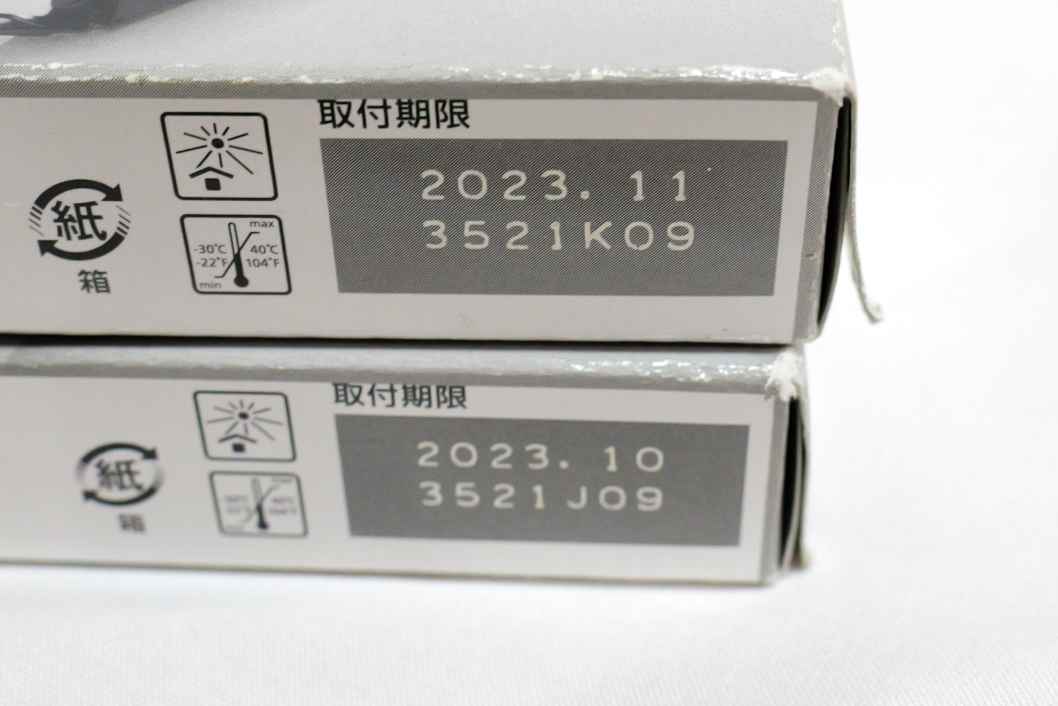 取付期限
2023. 11
3521K09
紙
箱
max
-30℃ 40℃
-22°F 104°F
min
取付期限
2023. 10
3521J09
紙
箱